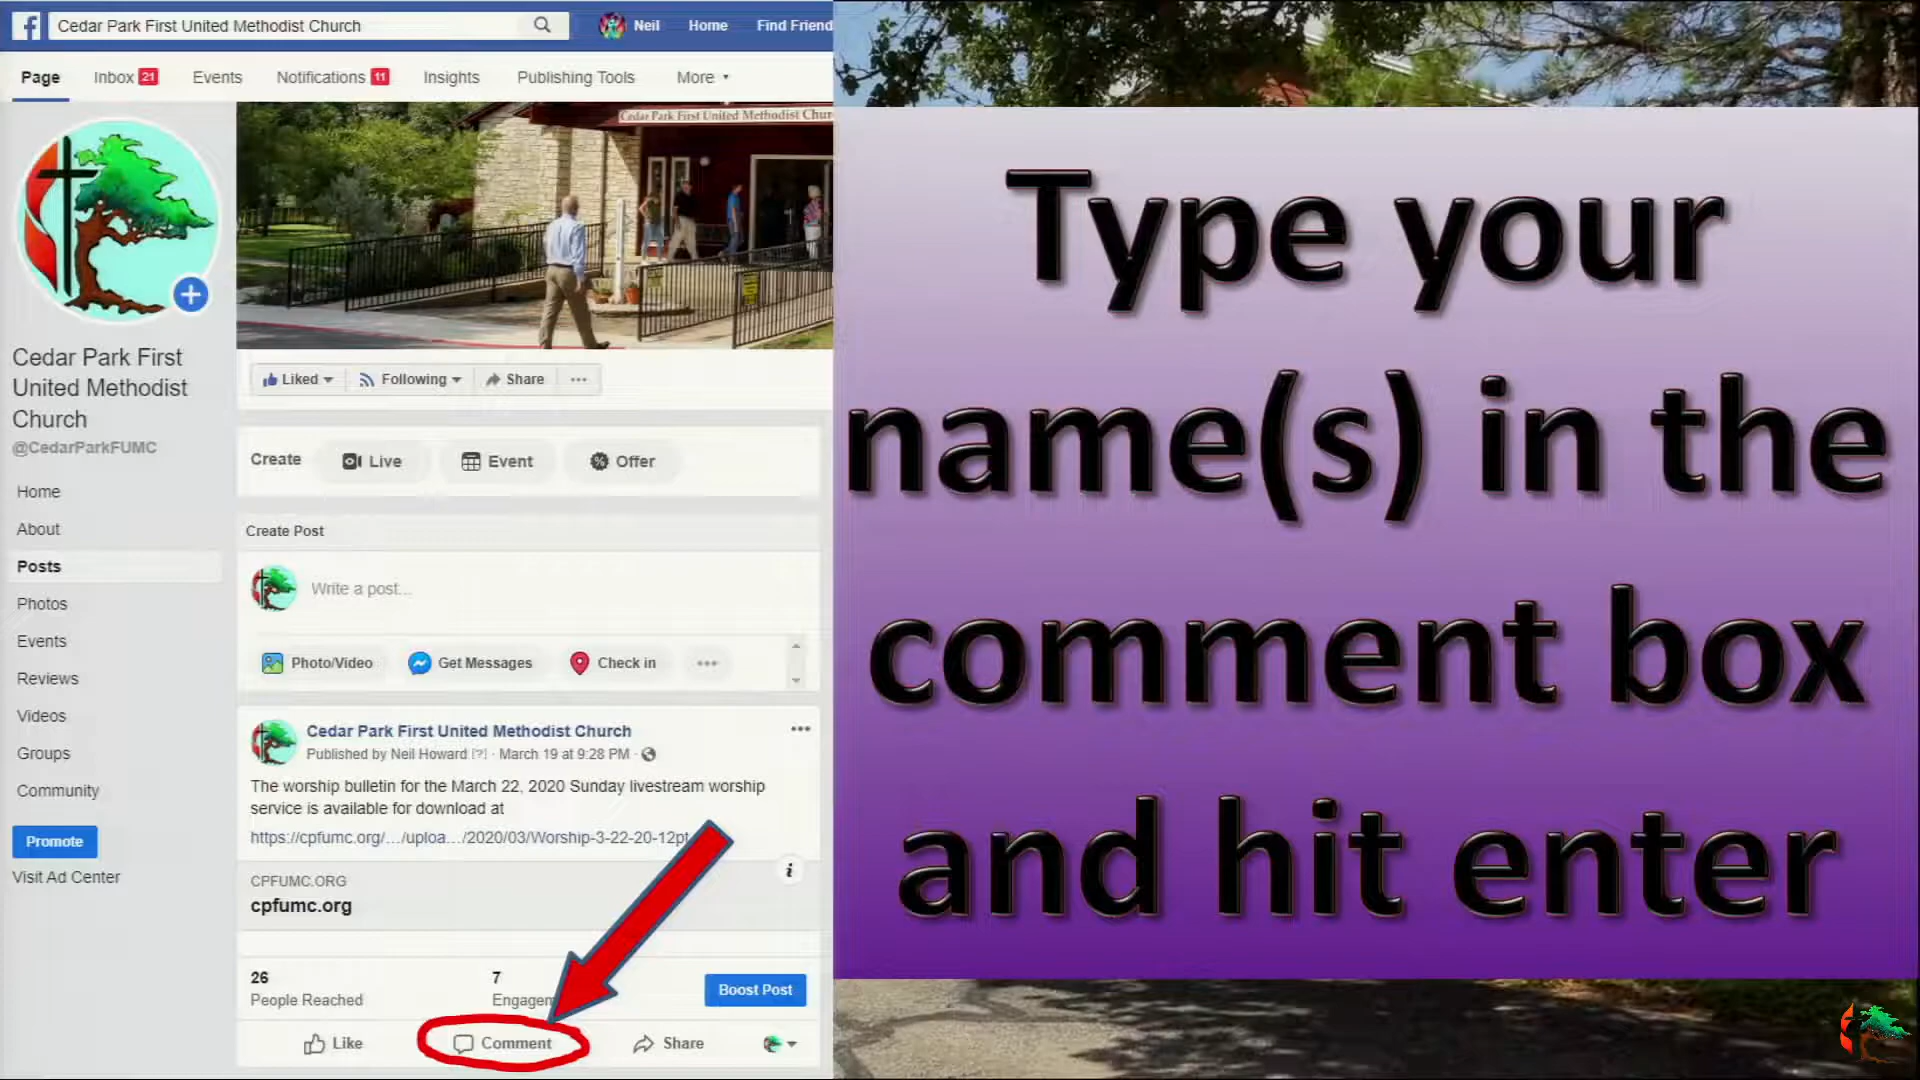 Cedar Park First United Methodist Church
Neil
Home
Find Friend
Page
Inbox 21
Events
Notifications 11
Insights
Publishing Tools
More
Cedar Park First United Methodist Chur
Cedar Park First
United Methodist
Church
@CedarParkFUMC
Home
About
Posts
Photos
Events
Reviews
Videos
Groups
Community
Promote
Visit Ad Center
Liked
Following
Share
Create
Live
Event
Offer
Create Post
Write a post...
Photo/Video
Get Messages
Check in
Cedar Park First United Methodist Church
Published by Neil Howard [?] · March 19 at 9:28 PM ·
The worship bulletin for the March 22, 2020 Sunday livestream worship
service is available for download at
https://cpfumc.org/…/uploa…/2020/03/Worship-3-22-20-12pt
CPFUMC.ORG
cpfumc.org
26
People Reached
7
Engagem
Boost Post
Like
Comment
Share
Type your
name(s) in the
comment box
and hit enter